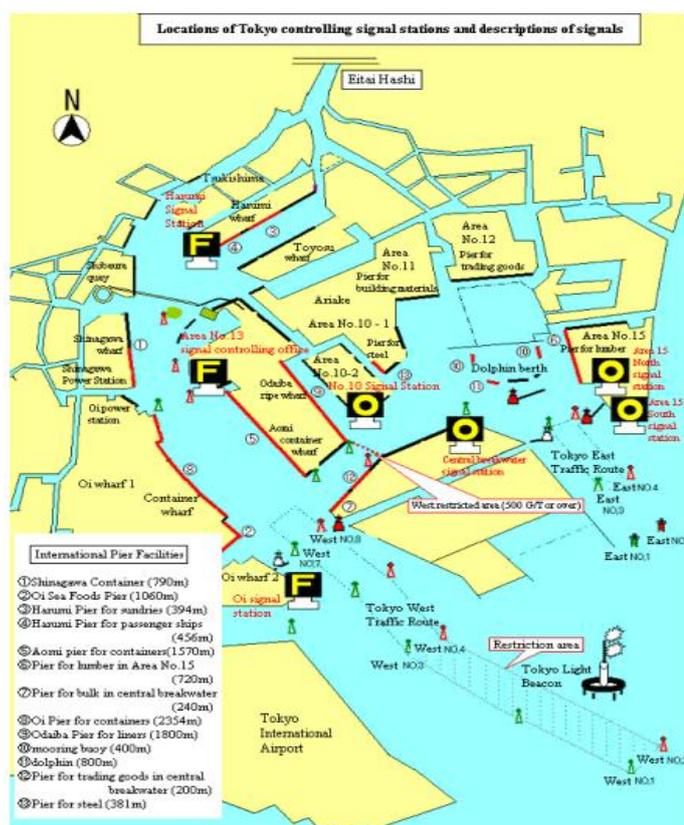 Locations of Tokyo controlling signal stations and descriptions of signals
Eitai Hashi
N
Tsukishima
Harumi
Signal
Station
Harumi
wharf
F
④
③
Toyosu
wharf
Area
No.12
Pier for
trading goods
Area
No.11
Pier for
building materials
Shibaura
quay
Ariake
Area No.10 - 1
Area No.13
signal controlling office
F
Shinagawa
wharf
①
Shinagawa
Power Station
Pier for
steel
⑬
Area
No.10-2
No.10 Signal Station
O
⑩
⑩
Dolphin berth
⑪
⑥
Area No.15
Pier for lumber
O
Area 15
North
signal
station
O
Area 15
South
signal
station
Oi power
station
Odaiba
ripe wharf
⑨
Aomi
container
wharf
⑤
O
Central breakwater
signal station
Tokyo East
Traffic Route
Oi wharf 1
Container
wharf
⑧
②
⑫
⑦
West restricted area (500 G/T or over)
East NO.4
East
NO.3
East NO.1
West NO.8
West
NO.7
Oi wharf 2
F
Oi signal
station
Tokyo West
Traffic Route
West NO.4
West NO.3
Restriction area
Tokyo Light
Beacon
Tokyo
International
Airport
West NO.1
International Pier Facilities
①Shinagawa Container (790m)
②Oi Sea Foods Pier (1060m)
③Harumi Pier for sundries (394m)
④Harumi Pier for passenger ships
(456m)
⑤Aomi pier for containers(1570m)
⑥Pier for lumber in Area No.15
(720m)
⑦Pier for bulk in central breakwater
(240m)
⑧Oi Pier for containers (2354m)
⑨Odaiba Pier for liners (1800m)
⑩mooring buoy (400m)
⑪dolphin (800m)
⑫Pier for trading goods in central
breakwater (200m)
⑬Pier for steel (381m)